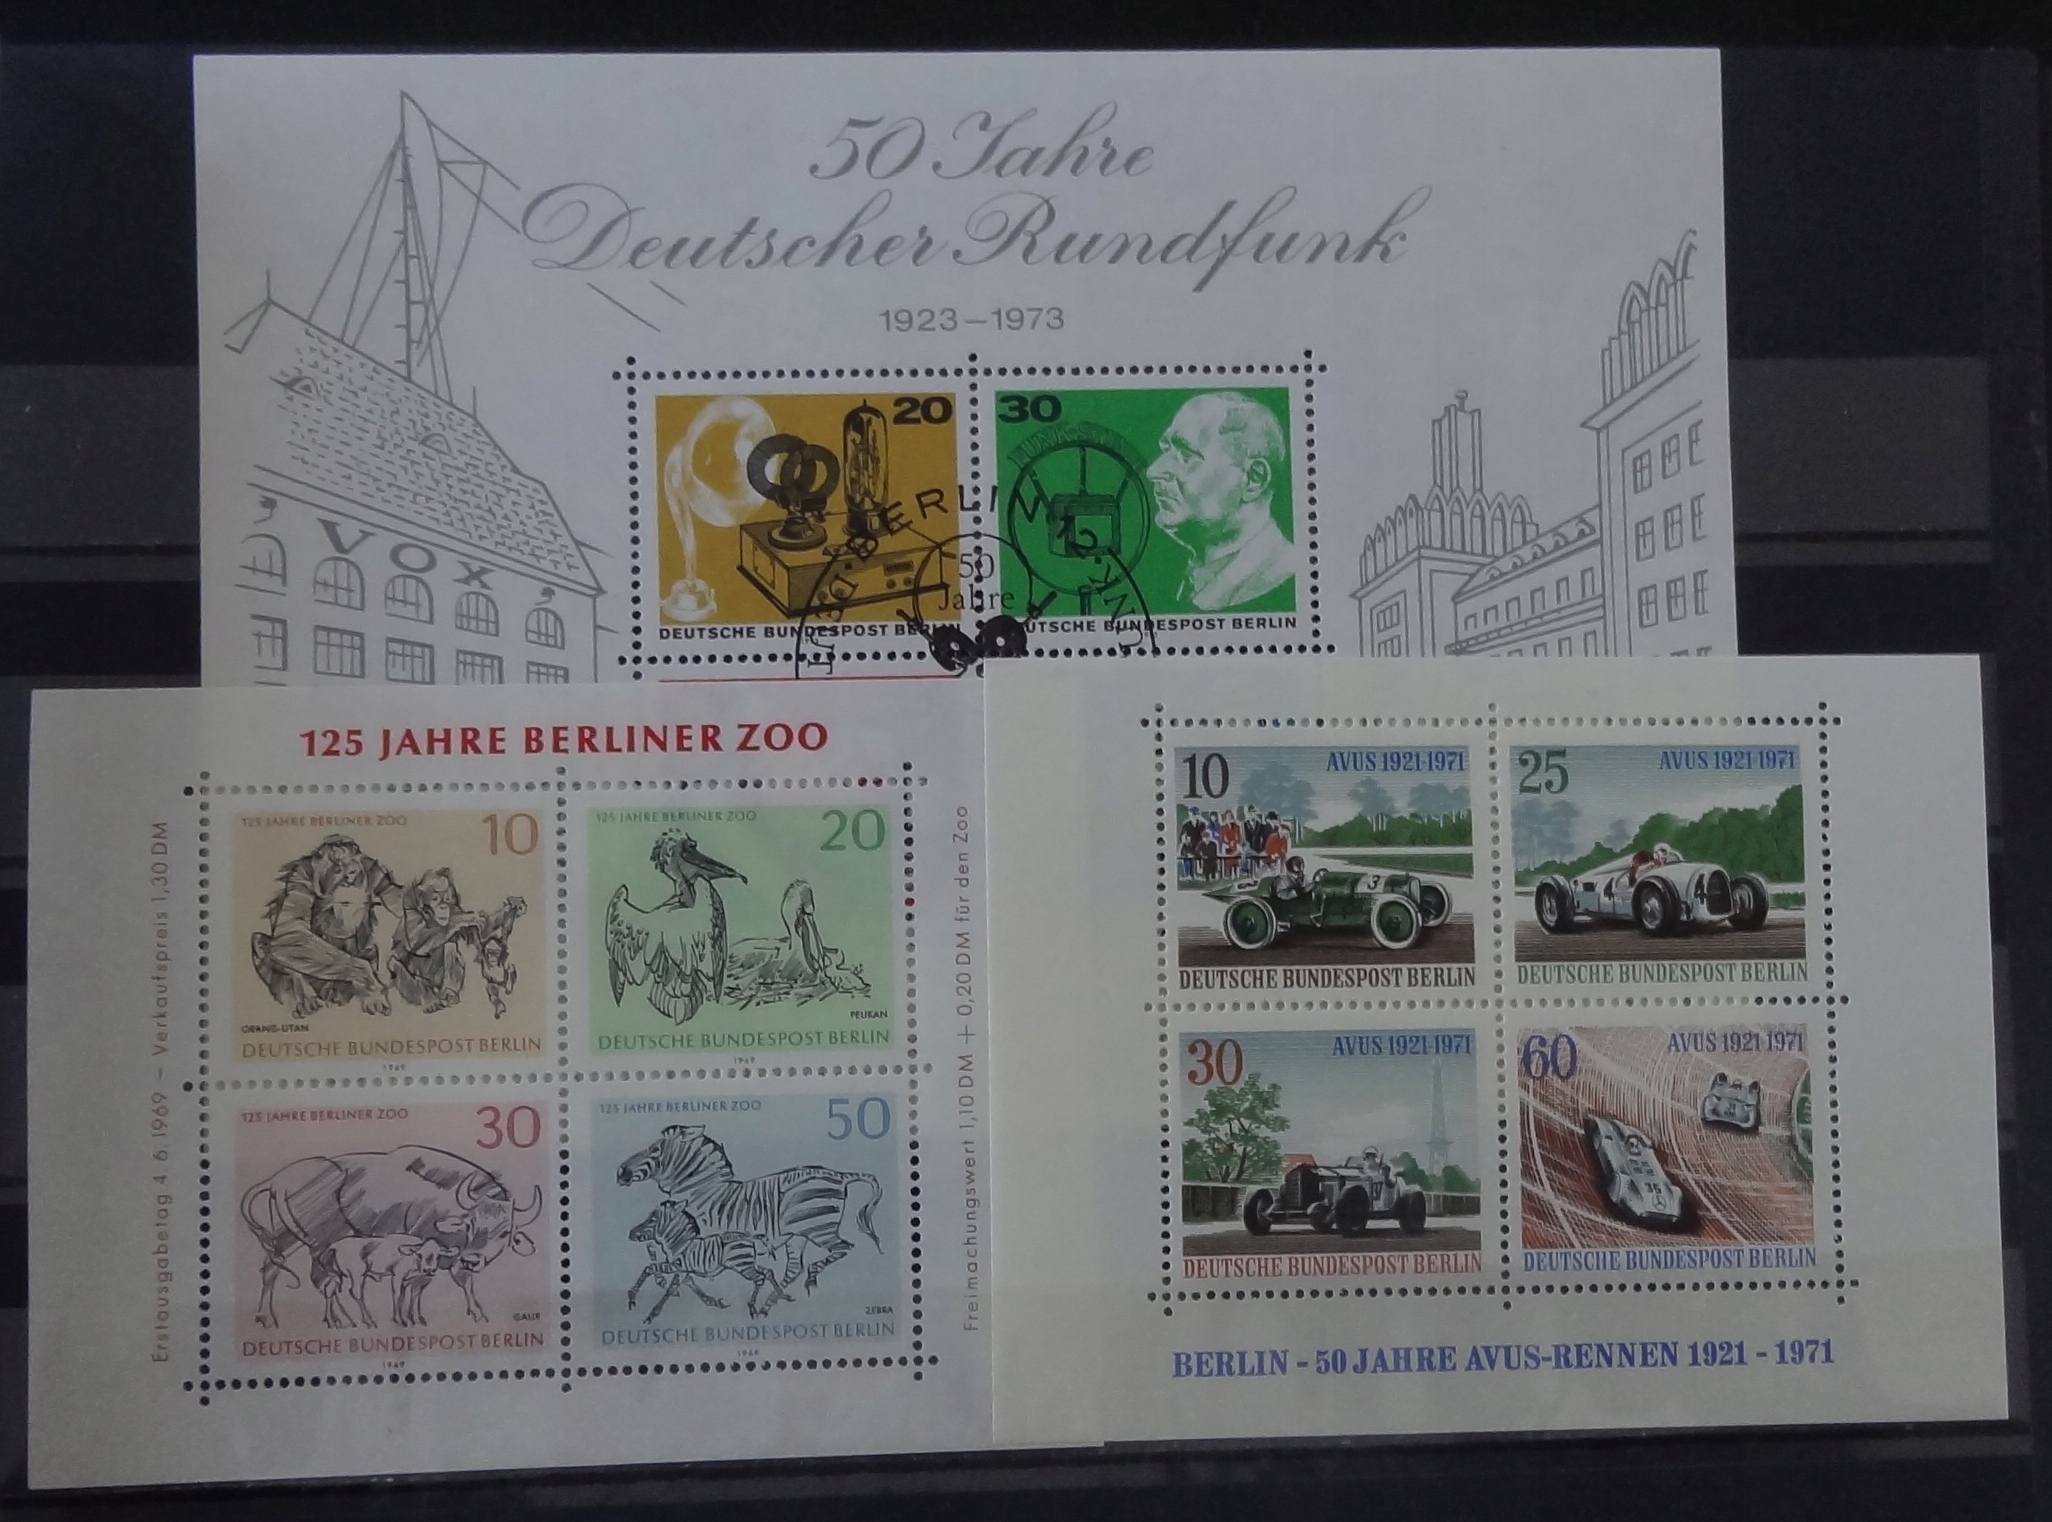 50 Jahre
Deutscher Rundfunk
1923–1973
VOX
20
DEUTSCHE BUNDESPOST BERLIN
30
BUNDESPOST BERLIN
BERLIN 12
50
Jahre
125 JAHRE BERLINER ZOO
Erstausgabetag 4. 6. 1969 – Verkaufspreis 1,30 DM
125 JAHRE BERLINER ZOO
10
ORANG-UTAN
DEUTSCHE BUNDESPOST BERLIN
1969
125 JAHRE BERLINER ZOO
20
PELIKAN
DEUTSCHE BUNDESPOST BERLIN
1969
125 JAHRE BERLINER ZOO
30
GAUR
DEUTSCHE BUNDESPOST BERLIN
1969
125 JAHRE BERLINER ZOO
50
ZEBRA
DEUTSCHE BUNDESPOST BERLIN
1969
Freimachungswert 1,10 DM + 0,20 DM für den Zoo
10
AVUS 1921-1971
3
DEUTSCHE BUNDESPOST BERLIN
25
AVUS 1921-1971
4
4
DEUTSCHE BUNDESPOST BERLIN
30
AVUS 1921-1971
DEUTSCHE BUNDESPOST BERLIN
60
AVUS 1921-1971
35
DEUTSCHE BUNDESPOST BERLIN
BERLIN - 50 JAHRE AVUS-RENNEN 1921 - 1971